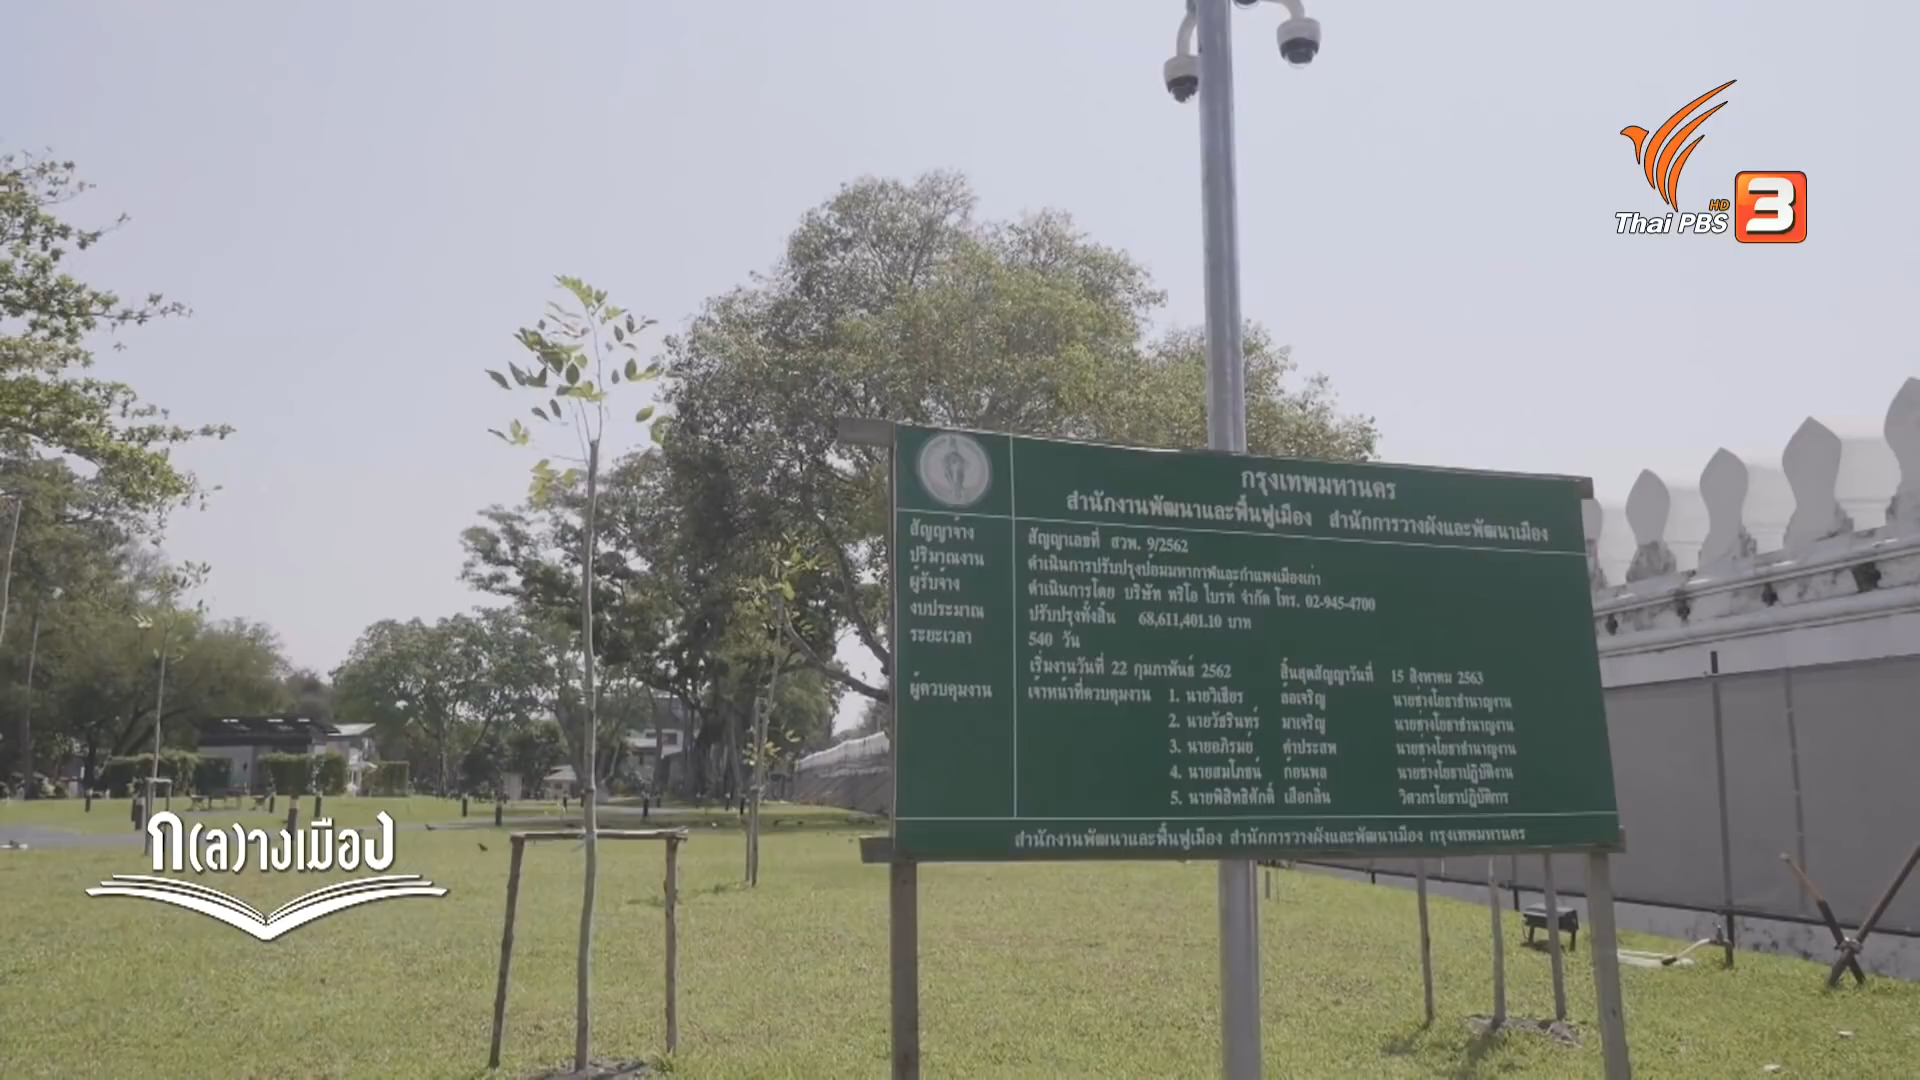 HD
Thai PBS 3
กรุงเทพมหานคร
สำนักงานพัฒนาและฟื้นฟูเมือง สำนักการวางผังและพัฒนาเมือง
สัญญาจ้าง สัญญาเลขที่ สวพ. 9/2562
ปริมาณงาน ดำเนินการปรับปรุงป้อมมหากาฬและกำแพงเมืองเก่า
ผู้รับจ้าง ดำเนินการโดย บริษัท ทริโอ ไบรท์ จำกัด โทร. 02-945-4700
งบประมาณ ปรับปรุงทั้งสิ้น 68,611,401.10 บาท
ระยะเวลา 540 วัน
เริ่มงานวันที่ 22 กุมภาพันธ์ 2562 สิ้นสุดสัญญาวันที่ 15 สิงหาคม 2563
ผู้ควบคุมงาน เจ้าหน้าที่ควบคุมงาน 1. นายวิเชียร ล้อเจริญ นายช่างโยธาชำนาญงาน
2. นายวัชรินทร์ มาเจริญ นายช่างโยธาชำนาญงาน
3. นายอภิรมย์ คำประสพ นายช่างโยธาชำนาญงาน
4. นายสมโภชน์ ก้อนพล นายช่างโยธาปฏิบัติงาน
5. นายพิสิทธิศักดิ์ เสือกลิ่น วิศวกรโยธาปฏิบัติการ
สำนักงานพัฒนาและฟื้นฟูเมือง สำนักการวางผังและพัฒนาเมือง กรุงเทพมหานคร
ก(ล)างเมือง